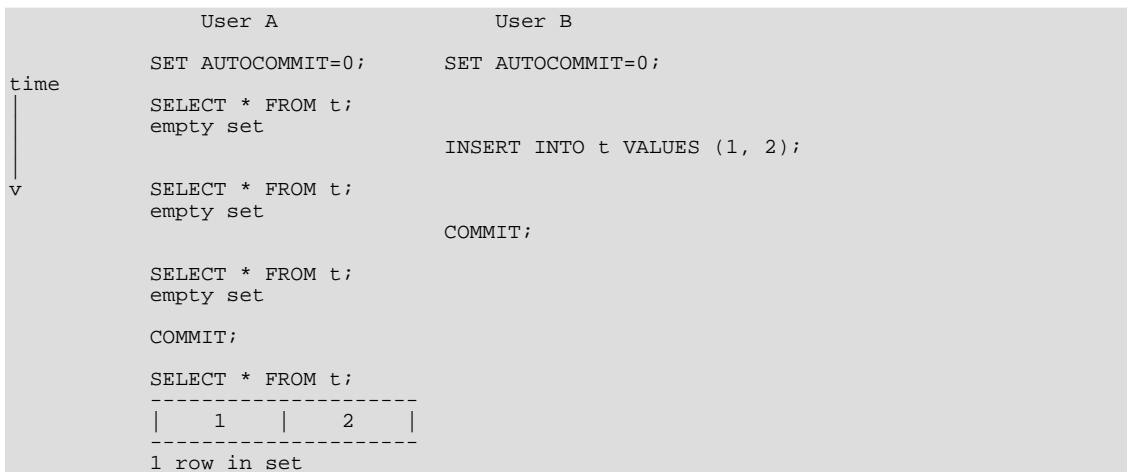 User A User B
SET AUTOCOMMIT=0; SET AUTOCOMMIT=0;
time
| SELECT * FROM t;
| empty set
| INSERT INTO t VALUES (1, 2);
|
v SELECT * FROM t;
empty set
COMMIT;
SELECT * FROM t;
empty set
COMMIT;
SELECT * FROM t;
---------------------
| 1 | 2 |
---------------------
1 row in set